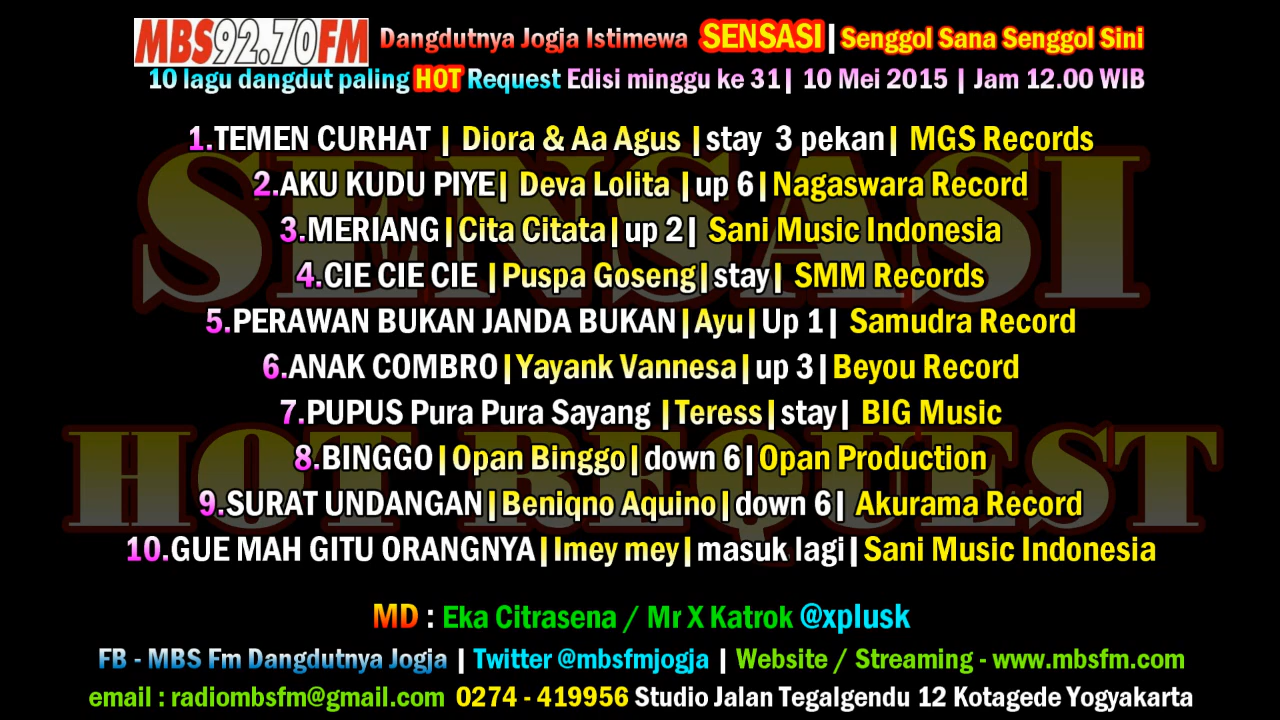 MBS92.70FM Dangdutnya Jogja Istimewa SENSASI|Senggol Sana Senggol Sini
10 lagu dangdut paling HOT Request Edisi minggu ke 31| 10 Mei 2015 | Jam 12.00 WIB
SENSASI
HOT REQUEST
1.TEMEN CURHAT | Diora & Aa Agus |stay 3 pekan| MGS Records
2.AKU KUDU PIYE| Deva Lolita |up 6|Nagaswara Record
3.MERIANG|Cita Citata|up 2| Sani Music Indonesia
4.CIE CIE CIE |Puspa Goseng|stay| SMM Records
5.PERAWAN BUKAN JANDA BUKAN|Ayu|Up 1| Samudra Record
6.ANAK COMBRO|Yayank Vannesa|up 3|Beyou Record
7.PUPUS Pura Pura Sayang |Teress|stay| BIG Music
8.BINGGO|Opan Binggo|down 6|Opan Production
9.SURAT UNDANGAN|Beniqno Aquino|down 6| Akurama Record
10.GUE MAH GITU ORANGNYA|Imey mey|masuk lagi|Sani Music Indonesia
MD : Eka Citrasena / Mr X Katrok @xplusk
FB - MBS Fm Dangdutnya Jogja | Twitter @mbsfmjogja | Website / Streaming - www.mbsfm.com
email : radiombsfm@gmail.com 0274 - 419956 Studio Jalan Tegalgendu 12 Kotagede Yogyakarta